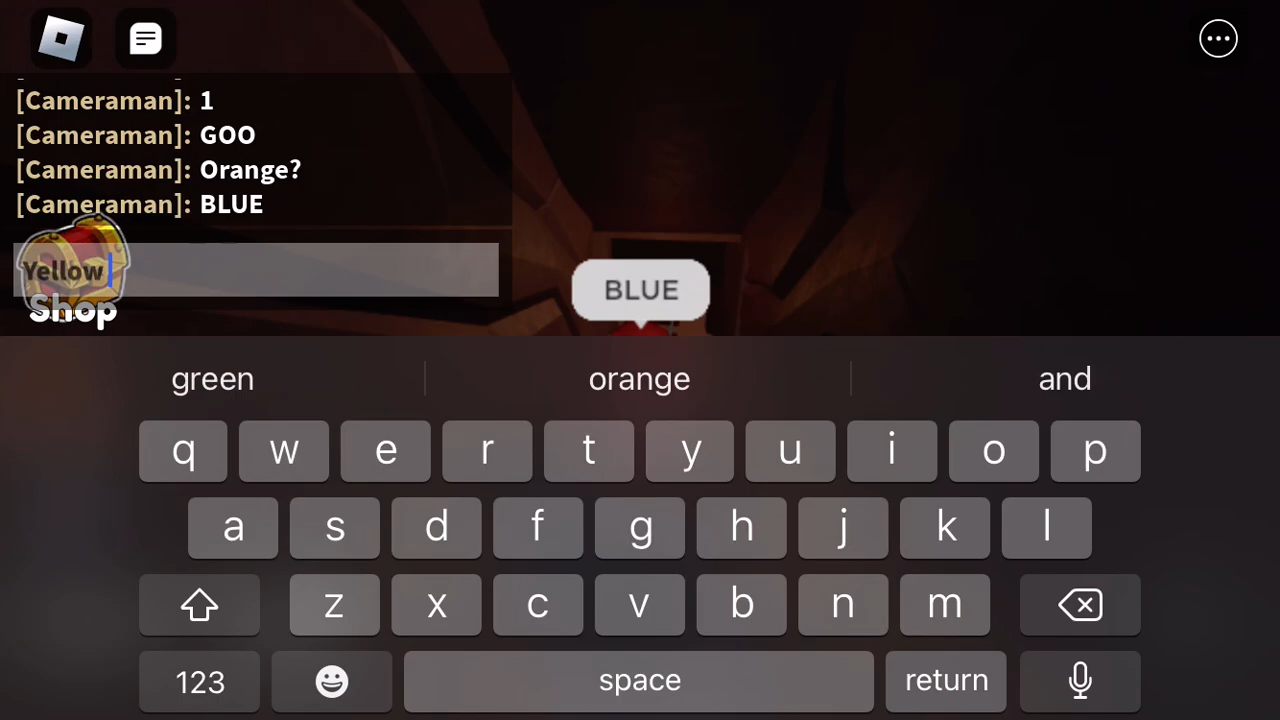 [Cameraman]: 1
[Cameraman]: GOO
[Cameraman]: Orange?
[Cameraman]: BLUE
Yellow
Shop
BLUE
green orange and
q w e r t y u i o p
a s d f g h j k l
z x c v b n m
123 space return